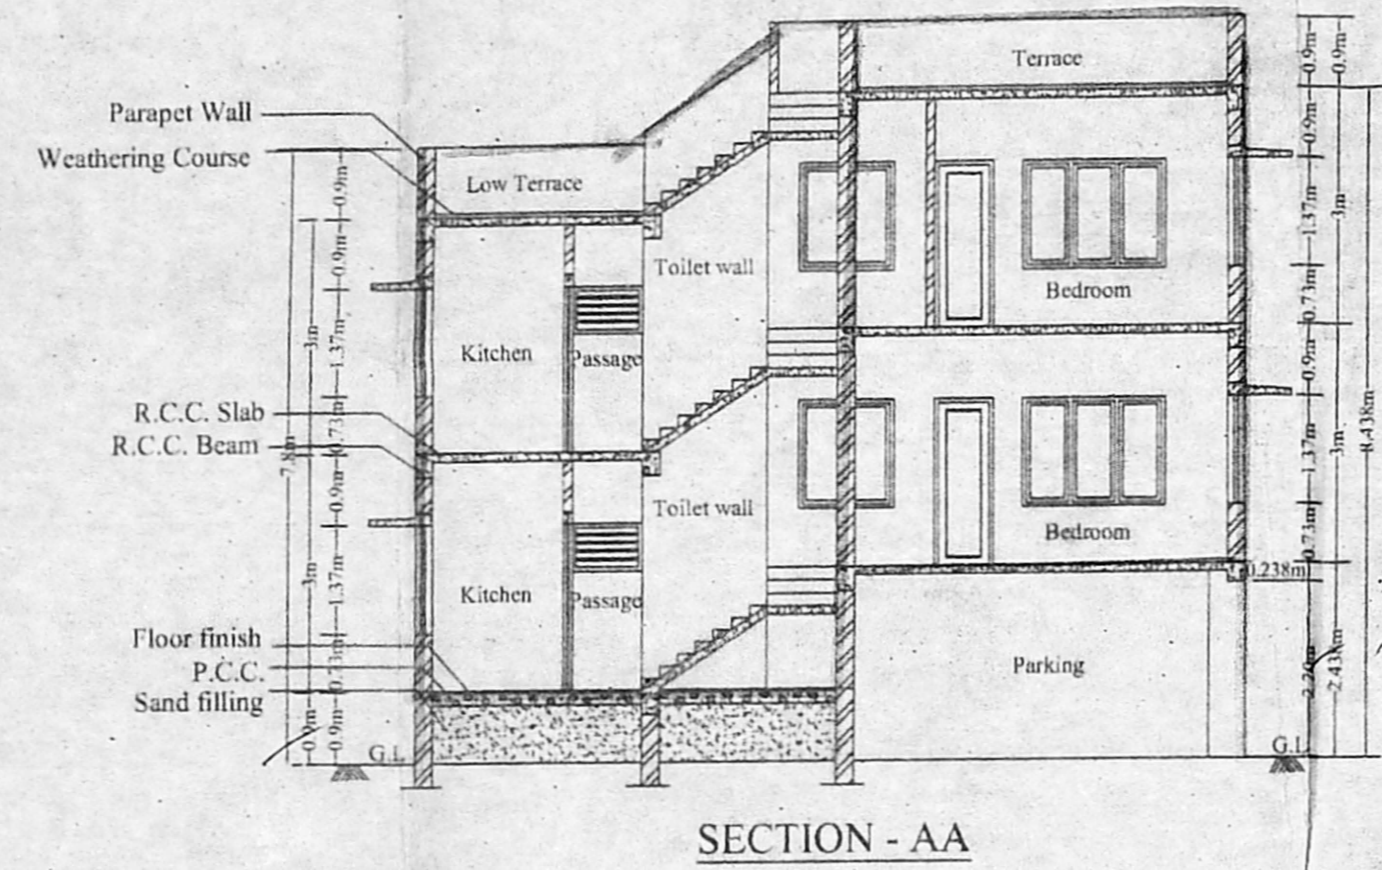 Terrace
Parapet Wall
Weathering Course
Low Terrace
Toilet wall
Bedroom
Kitchen
Passage
R.C.C. Slab
R.C.C. Beam
Toilet wall
Bedroom
Kitchen
Passage
Floor finish
P.C.C.
Sand filling
Parking
G.L
G.L
0.9m
0.9m
1.37m
0.73m
0.9m
1.37m
0.73m
0.9m
3m
3m
0.9m
7.8m
0.9m
0.9m
1.37m
0.73m
0.9m
1.37m
0.73m
0.238m
0.9m
3m
3m
2.438m
8.438m
SECTION - AA